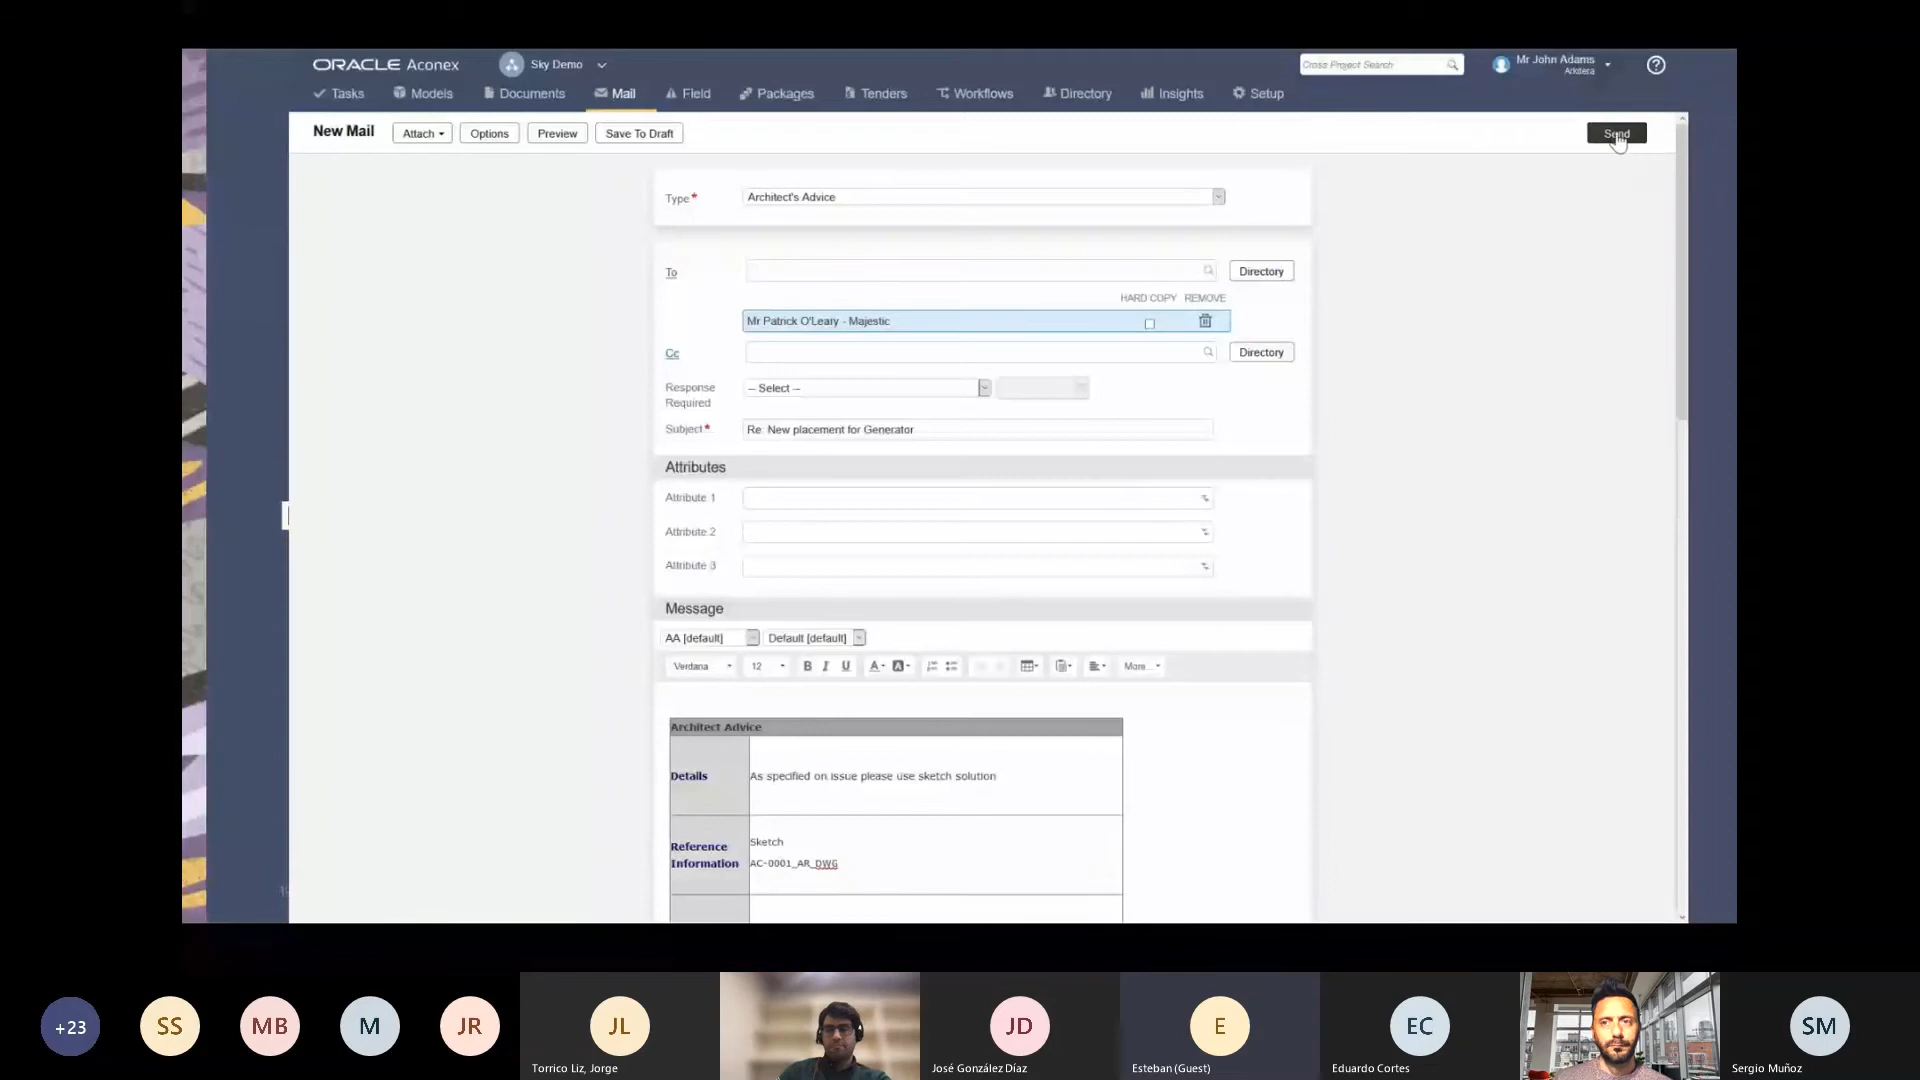 ORACLE Aconex
Sky Demo
Cross Project Search
Mr John Adams
Arkitera
Tasks
Models
Documents
Mail
Field
Packages
Tenders
Workflows
Directory
Insights
Setup
New Mail
Attach
Options
Preview
Save To Draft
Send
Type*
Architect's Advice
To
Directory
HARD COPY
REMOVE
Mr Patrick O'Leary - Majestic
Cc
Directory
Response
Required
-- Select --
Subject*
Re: New placement for Generator
Attributes
Attribute 1
Attribute 2
Attribute 3
Message
AA [default]
Default [default]
Verdana
12
B I U
A A
More...
Architect Advice
Details
As specified on issue please use sketch solution
Reference
Information
Sketch
AC-0001_AR_DWG
+23
SS
MB
M
JR
JL
Torrico Liz, Jorge
JD
José González Díaz
E
Esteban (Guest)
EC
Eduardo Cortes
SM
Sergio Muñoz